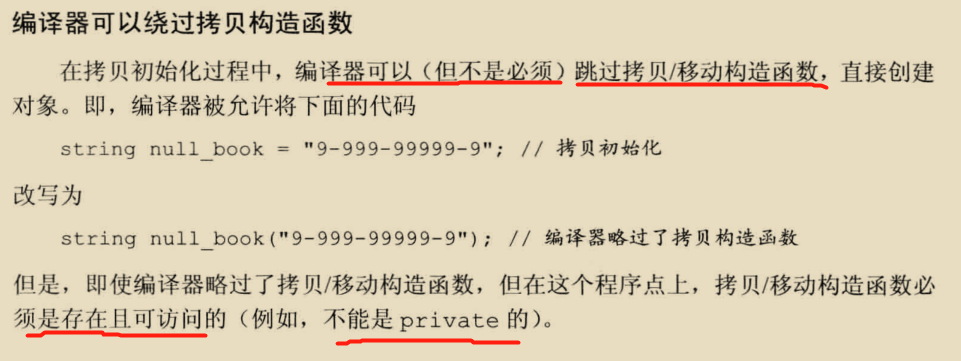 编译器可以绕过拷贝构造函数
在拷贝初始化过程中，编译器可以（但不是必须）跳过拷贝/移动构造函数，直接创建
对象。即，编译器被允许将下面的代码
string null_book = "9-999-99999-9"; // 拷贝初始化
改写为
string null_book("9-999-99999-9"); // 编译器略过了拷贝构造函数
但是，即使编译器略过了拷贝/移动构造函数，但在这个程序点上，拷贝/移动构造函数必
须是存在且可访问的（例如，不能是 private 的）。